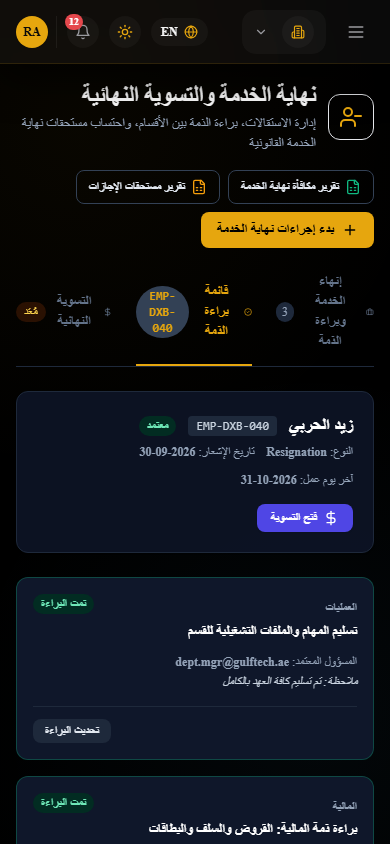 RA
12
EN
نهاية الخدمة والتسوية النهائية
إدارة الاستقالات، براءة الذمة بين الأقسام، واحتساب مستحقات نهاية
الخدمة القانونية
تقرير مكافأة نهاية الخدمة
تقرير مستحقات الإجازات
بدء إجراءات نهاية الخدمة
إنهاء
الخدمة
وبراءة
الذمة
3
قائمة
براءة
الذمة
EMP-
DXB-
040
التسوية
النهائية
مُعَد
زيد الحربي
EMP-DXB-040
معتمد
النوع: Resignation
تاريخ الإشعار: 2026-09-30
آخر يوم عمل: 2026-10-31
فتح التسوية
العمليات
تمت البراءة
تسليم المهام والملفات التشغيلية للقسم
المسؤول المعتمد: dept.mgr@gulftech.ae
ملاحظة: تم تسليم كافة العهد بالكامل
تحديث البراءة
المالية
تمت البراءة
براءة ذمة المالية: القروض والسلف والبطاقات